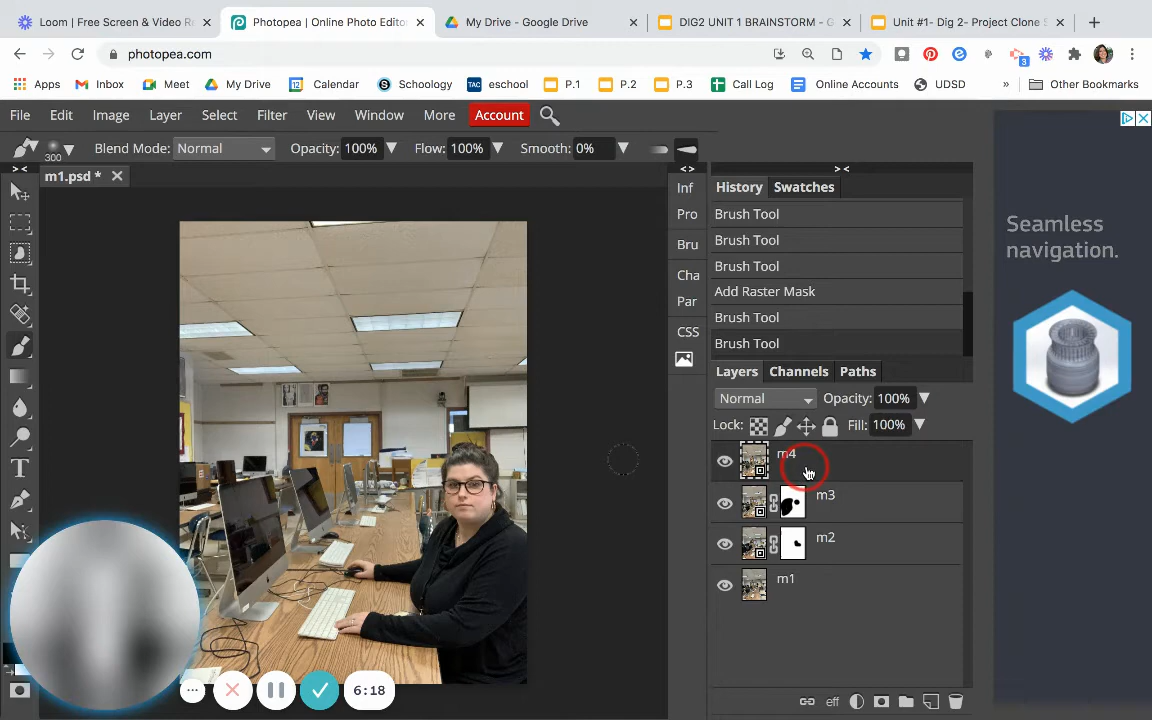 Loom | Free Screen & Video R
Photopea | Online Photo Editor
My Drive - Google Drive
DIG2 UNIT 1 BRAINSTORM - G
Unit #1- Dig 2- Project Clone S
photopea.com
3
Apps
Inbox
Meet
My Drive
Calendar
Schoology
TAC
eschool
P.1
P.2
P.3
Call Log
Online Accounts
UDSD
»
Other Bookmarks
File
Edit
Image
Layer
Select
Filter
View
Window
More
Account
300
Blend Mode:
Normal
Opacity:
100%
Flow:
100%
Smooth:
0%
> <
m1.psd *
< >
> <
Inf
Pro
Bru
Cha
Par
CSS
History
Swatches
Brush Tool
Brush Tool
Brush Tool
Add Raster Mask
Brush Tool
Brush Tool
Layers
Channels
Paths
Normal
Opacity:
100%
Lock:
Fill:
100%
m4
m3
m2
m1
eff
6:18
Seamless
navigation.